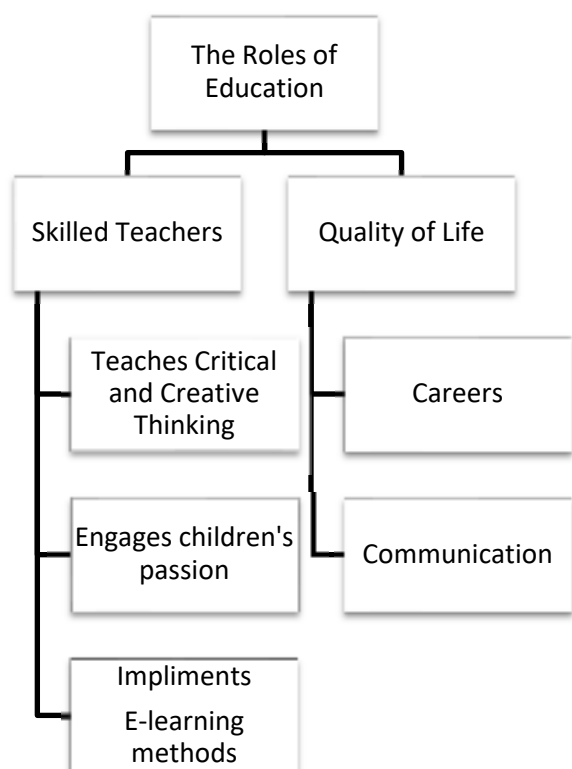 The Roles of
Education
Skilled Teachers
Quality of Life
Teaches Critical
and Creative
Thinking
Careers
Engages children's
passion
Communication
Impliments
E-learning
methods